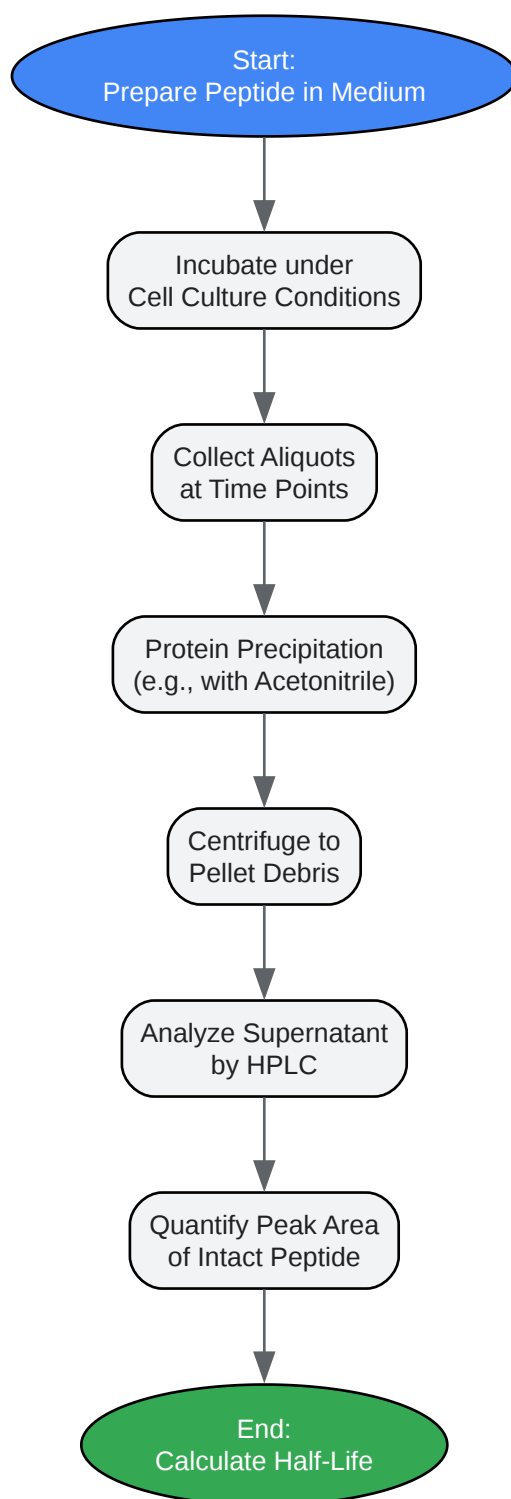 Start:
Prepare Peptide in Medium
Incubate under
Cell Culture Conditions
Collect Aliquots
at Time Points
Protein Precipitation
(e.g., with Acetonitrile)
Centrifuge to
Pellet Debris
Analyze Supernatant
by HPLC
Quantify Peak Area
of Intact Peptide
End:
Calculate Half-Life